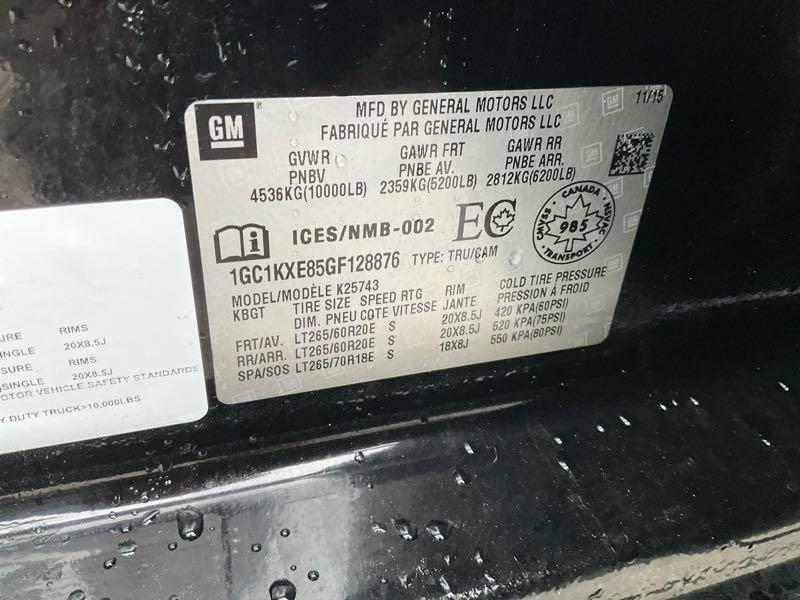 GM
MFD BY GENERAL MOTORS LLC
FABRIQUÉ PAR GENERAL MOTORS LLC
11/15
GVWR GAWR FRT GAWR RR
PNBV PNBE AV. PNBE ARR.
4536KG(10000LB) 2359KG(5200LB) 2812KG(6200LB)
ICES/NMB-002 EC
CANADA
CMVSS 985 NSVAC
TRANSPORT
1GC1KXE85GF128876 TYPE: TRU/CAM
MODEL/MODÈLE K25743
KBGT TIRE SIZE SPEED RTG RIM COLD TIRE PRESSURE
DIM. PNEU COTE VITESSE JANTE PRESSION À FROID
FRT/AV. LT265/60R20E S 20X8.5J 420 KPA(60PSI)
RR/ARR. LT265/60R20E S 20X8.5J 520 KPA(75PSI)
SPA/SOS LT265/70R18E S 18X8J 550 KPA(80PSI)
RIMS
SINGLE 20X8.5J
RIMS
SINGLE 20X8.5J
MOTOR VEHICLE SAFETY STANDARDS
DUTY TRUCK>10,000LBS